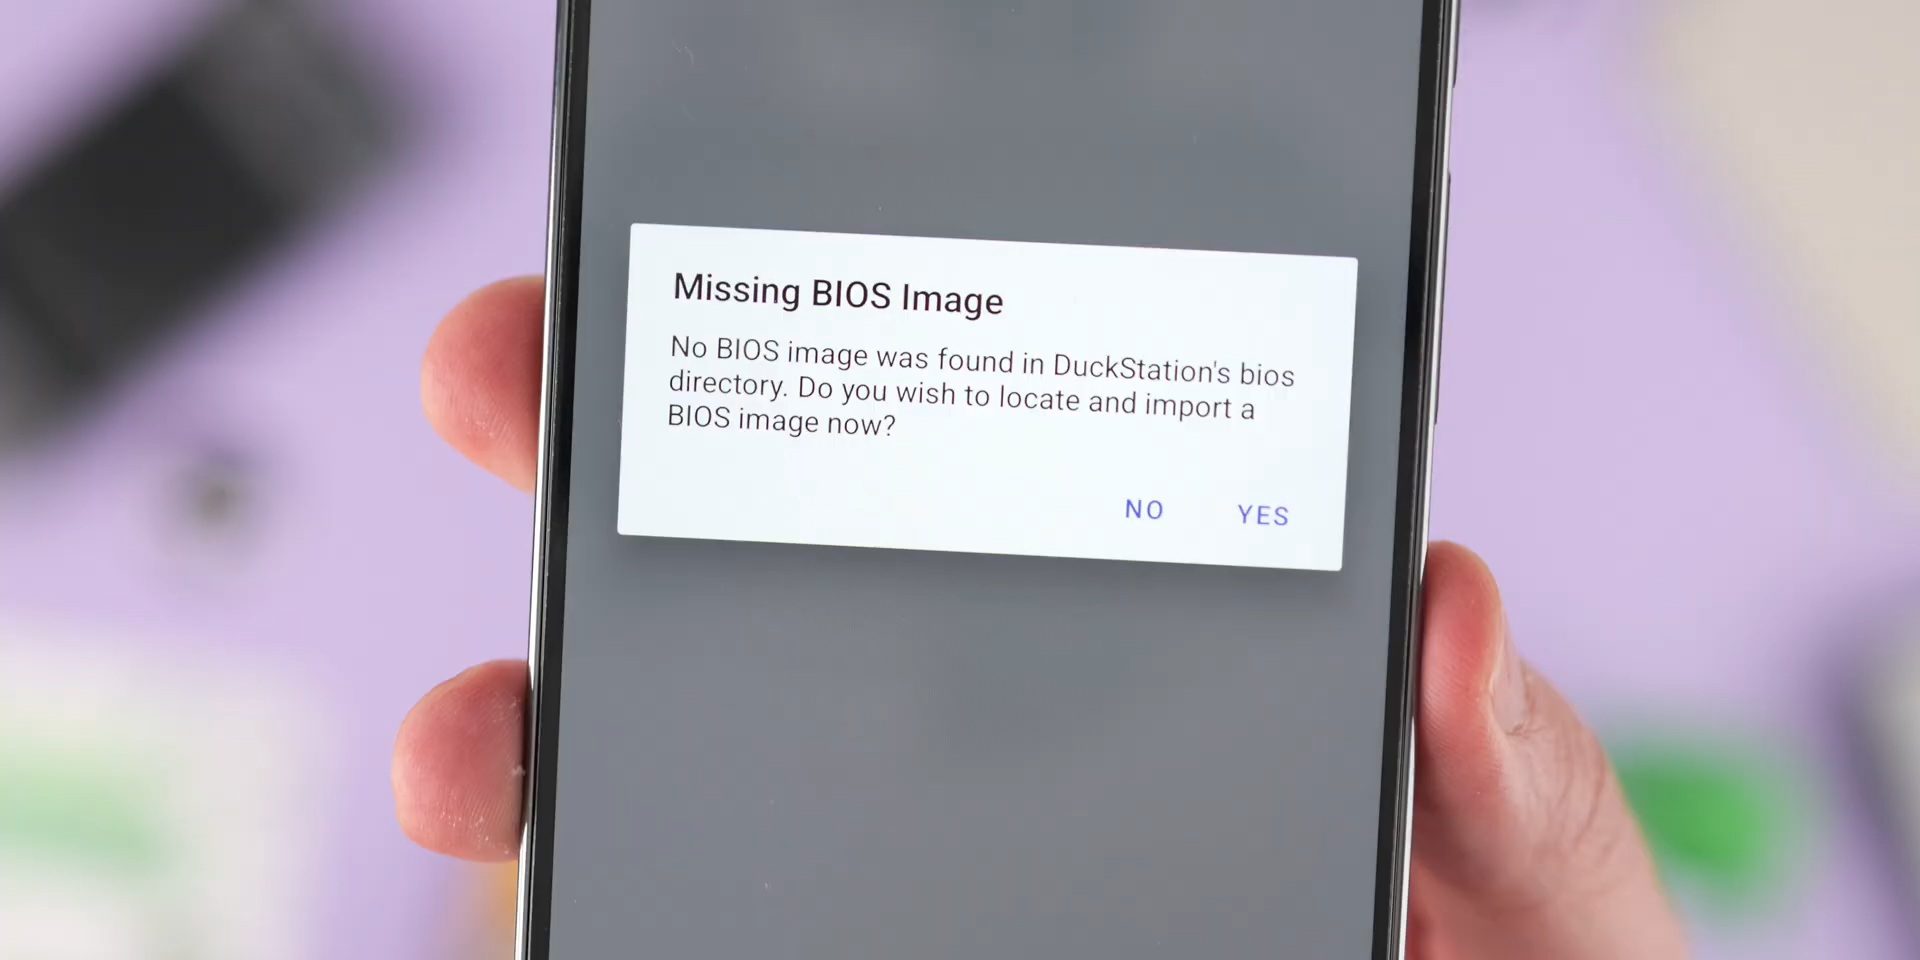 Missing BIOS Image
No BIOS image was found in DuckStation's bios
directory. Do you wish to locate and import a
BIOS image now?
NO YES